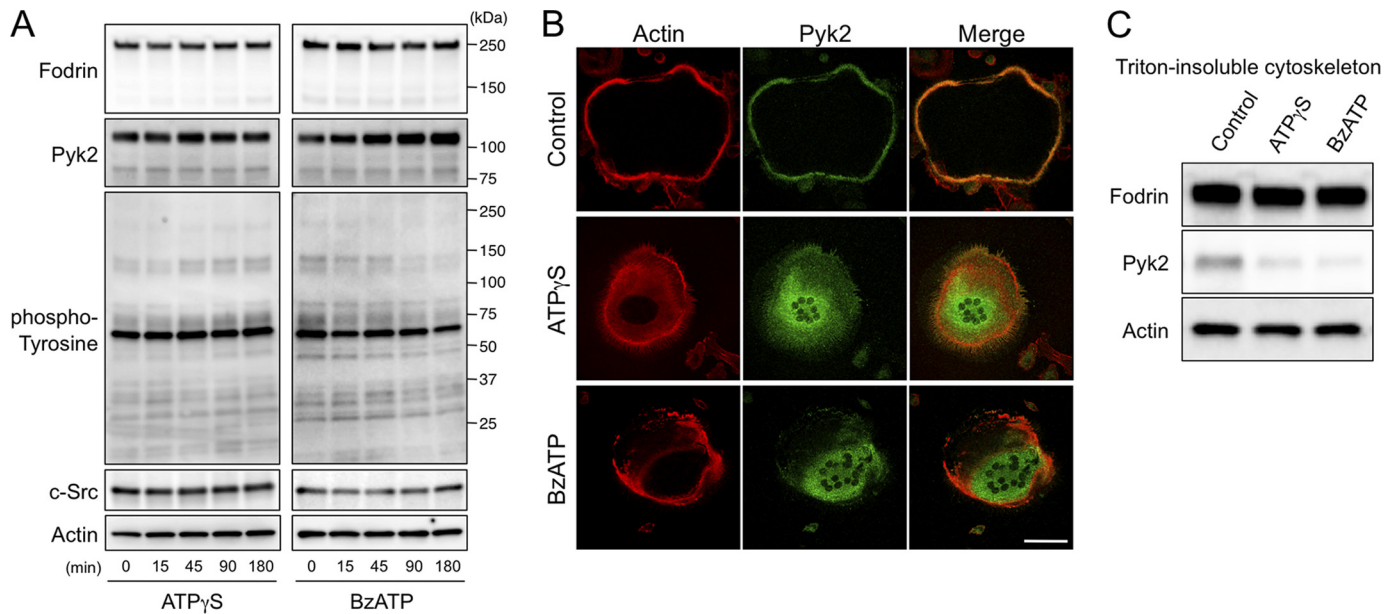 A
(kDa)
Fodrin
250
150
Pyk2
100
75
phospho-
Tyrosine
250
150
100
75
50
37
25
c-Src
Actin
(min) 0 15 45 90 180 0 15 45 90 180
ATPγS BzATP
B
Actin Pyk2 Merge
Control
ATPγS
BzATP
C
Triton-insoluble cytoskeleton
Control ATPγS BzATP
Fodrin
Pyk2
Actin